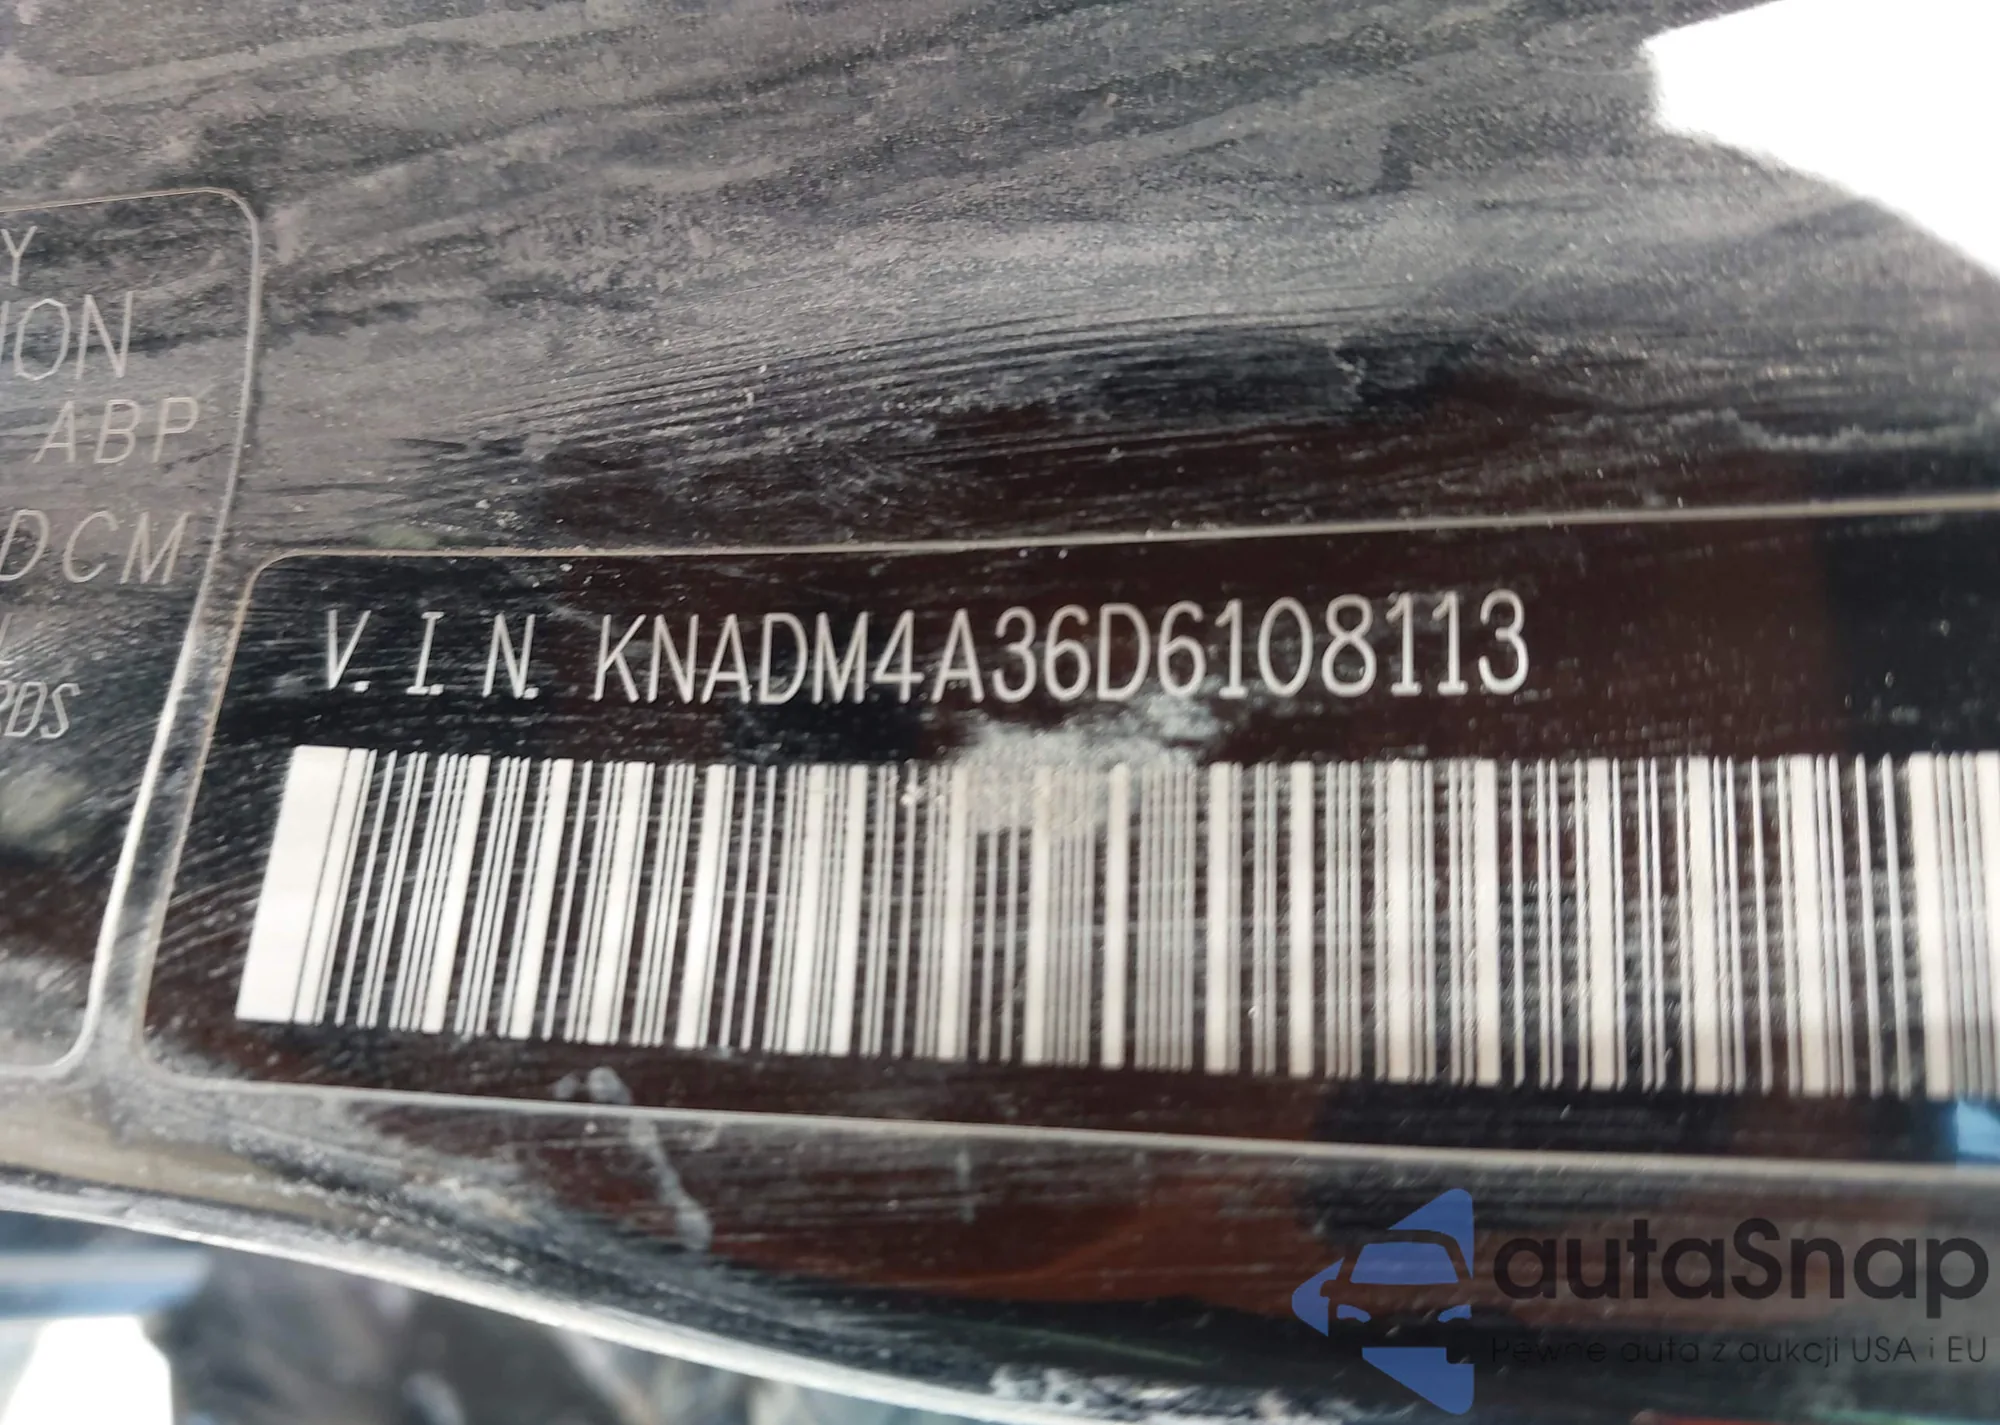 Y
ION
ABP
DCM
RDS
V.I.N. KNADM4A36D6108113
autaSnap
Pewne auta z aukcji USA i EU